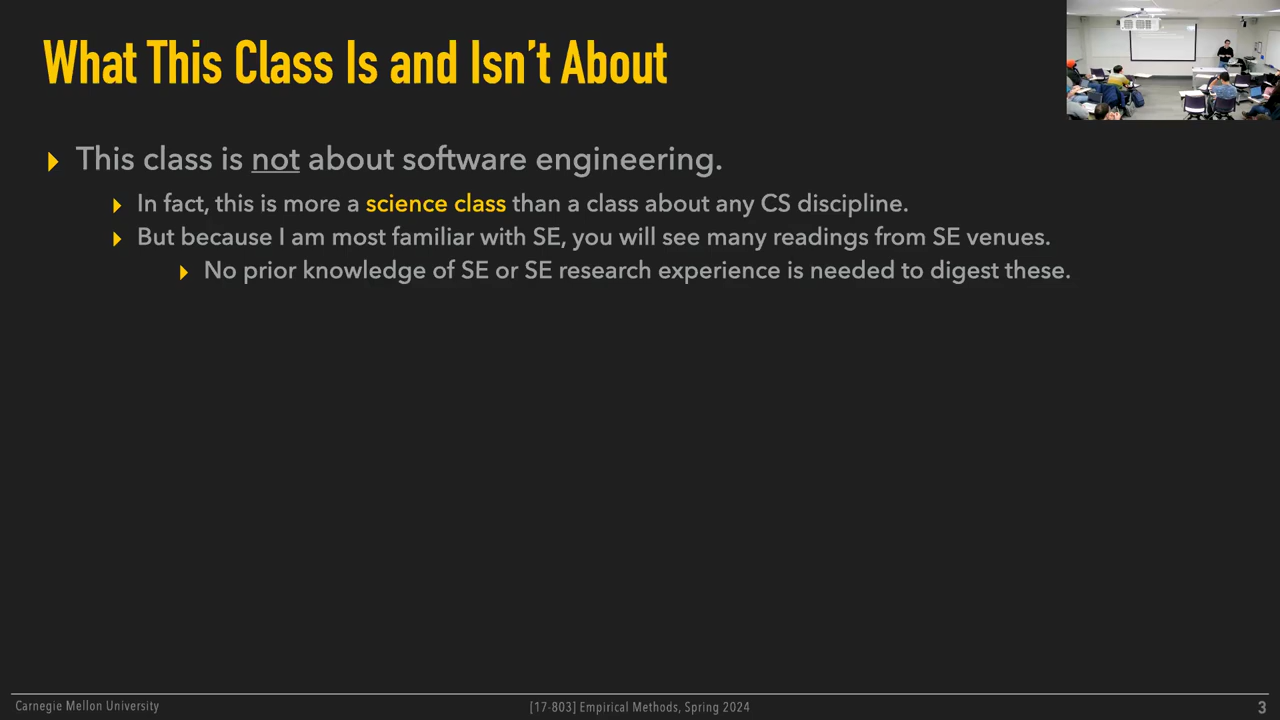 What This Class Is and Isn't About
This class is not about software engineering.
In fact, this is more a science class than a class about any CS discipline.
But because I am most familiar with SE, you will see many readings from SE venues.
No prior knowledge of SE or SE research experience is needed to digest these.
Carnegie Mellon University
[17-803] Empirical Methods, Spring 2024
3